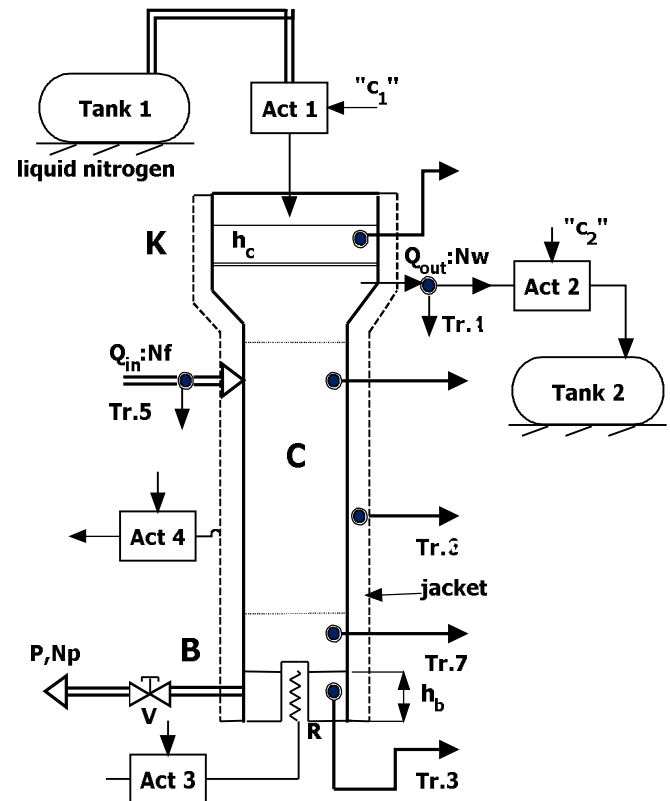 Tank 1
Act 1
"c1"
liquid nitrogen
K
hc
Qout:Nw
"c2"
Act 2
Tr.1
Qin:Nf
Tr.5
Tank 2
C
Act 4
jacket
P,Np
B
Tr.7
hb
V
R
Act 3
Tr.3